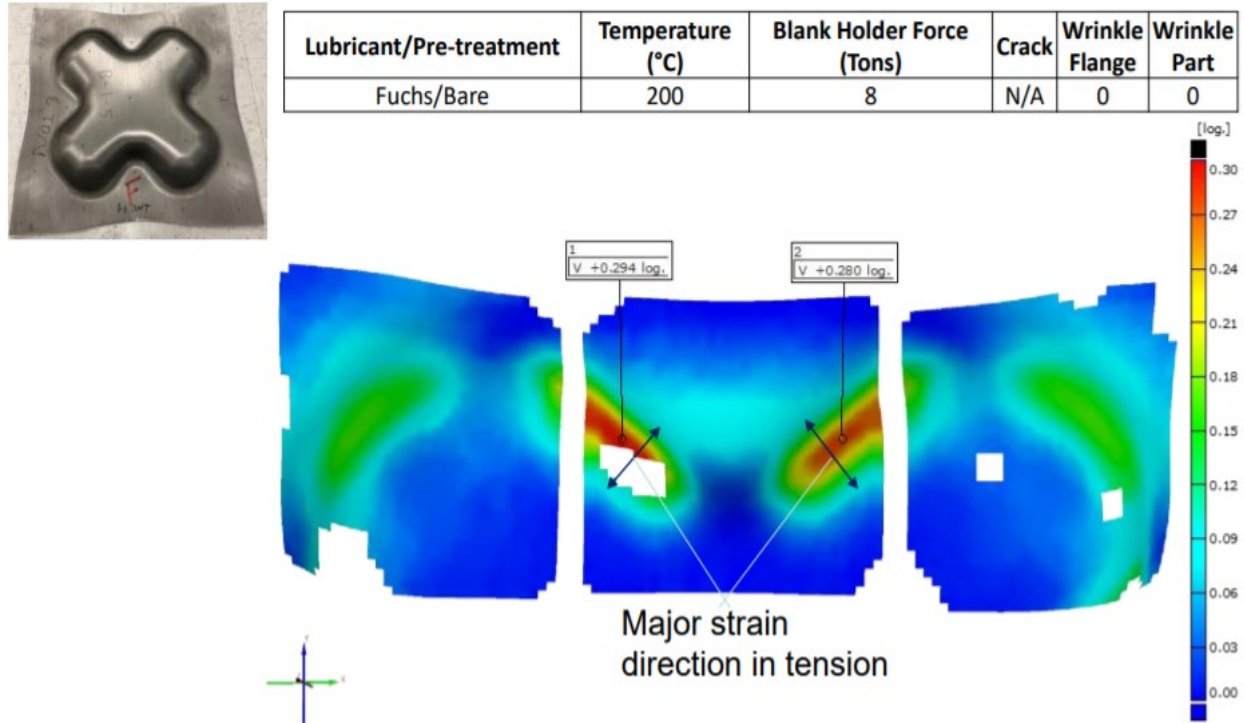 Lubricant/Pre-treatment Temperature (°C) Blank Holder Force (Tons) Crack Wrinkle Flange Wrinkle Part
Fuchs/Bare 200 8 N/A 0 0
[log.]
0.30
0.27
0.24
0.21
0.18
0.15
0.12
0.09
0.06
0.03
0.00
1
V +0.294 log.
2
V +0.280 log.
Major strain
direction in tension
F